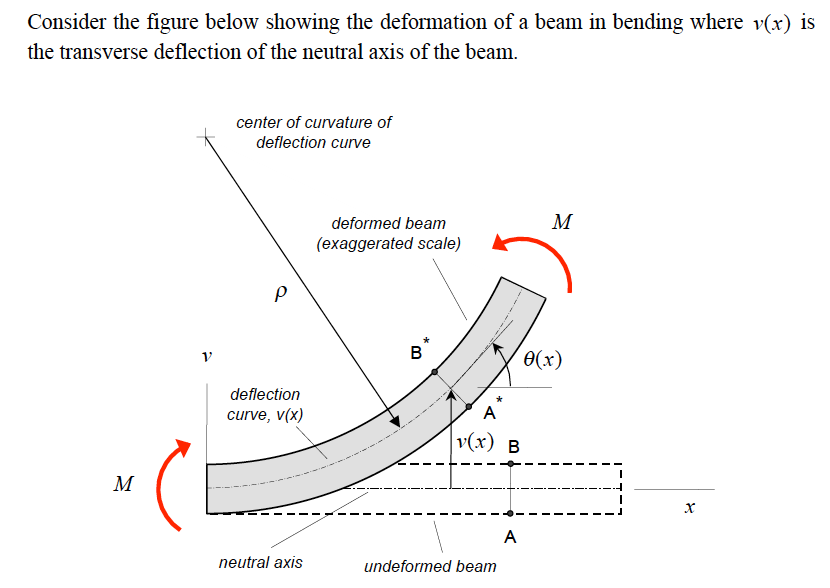 Consider the figure below showing the deformation of a beam in bending where v(x) is
the transverse deflection of the neutral axis of the beam.
center of curvature of
deflection curve
deformed beam
(exaggerated scale)
M
ρ
B*
θ(x)
v
deflection
curve, v(x)
A*
v(x)
B
M
x
A
neutral axis
undeformed beam